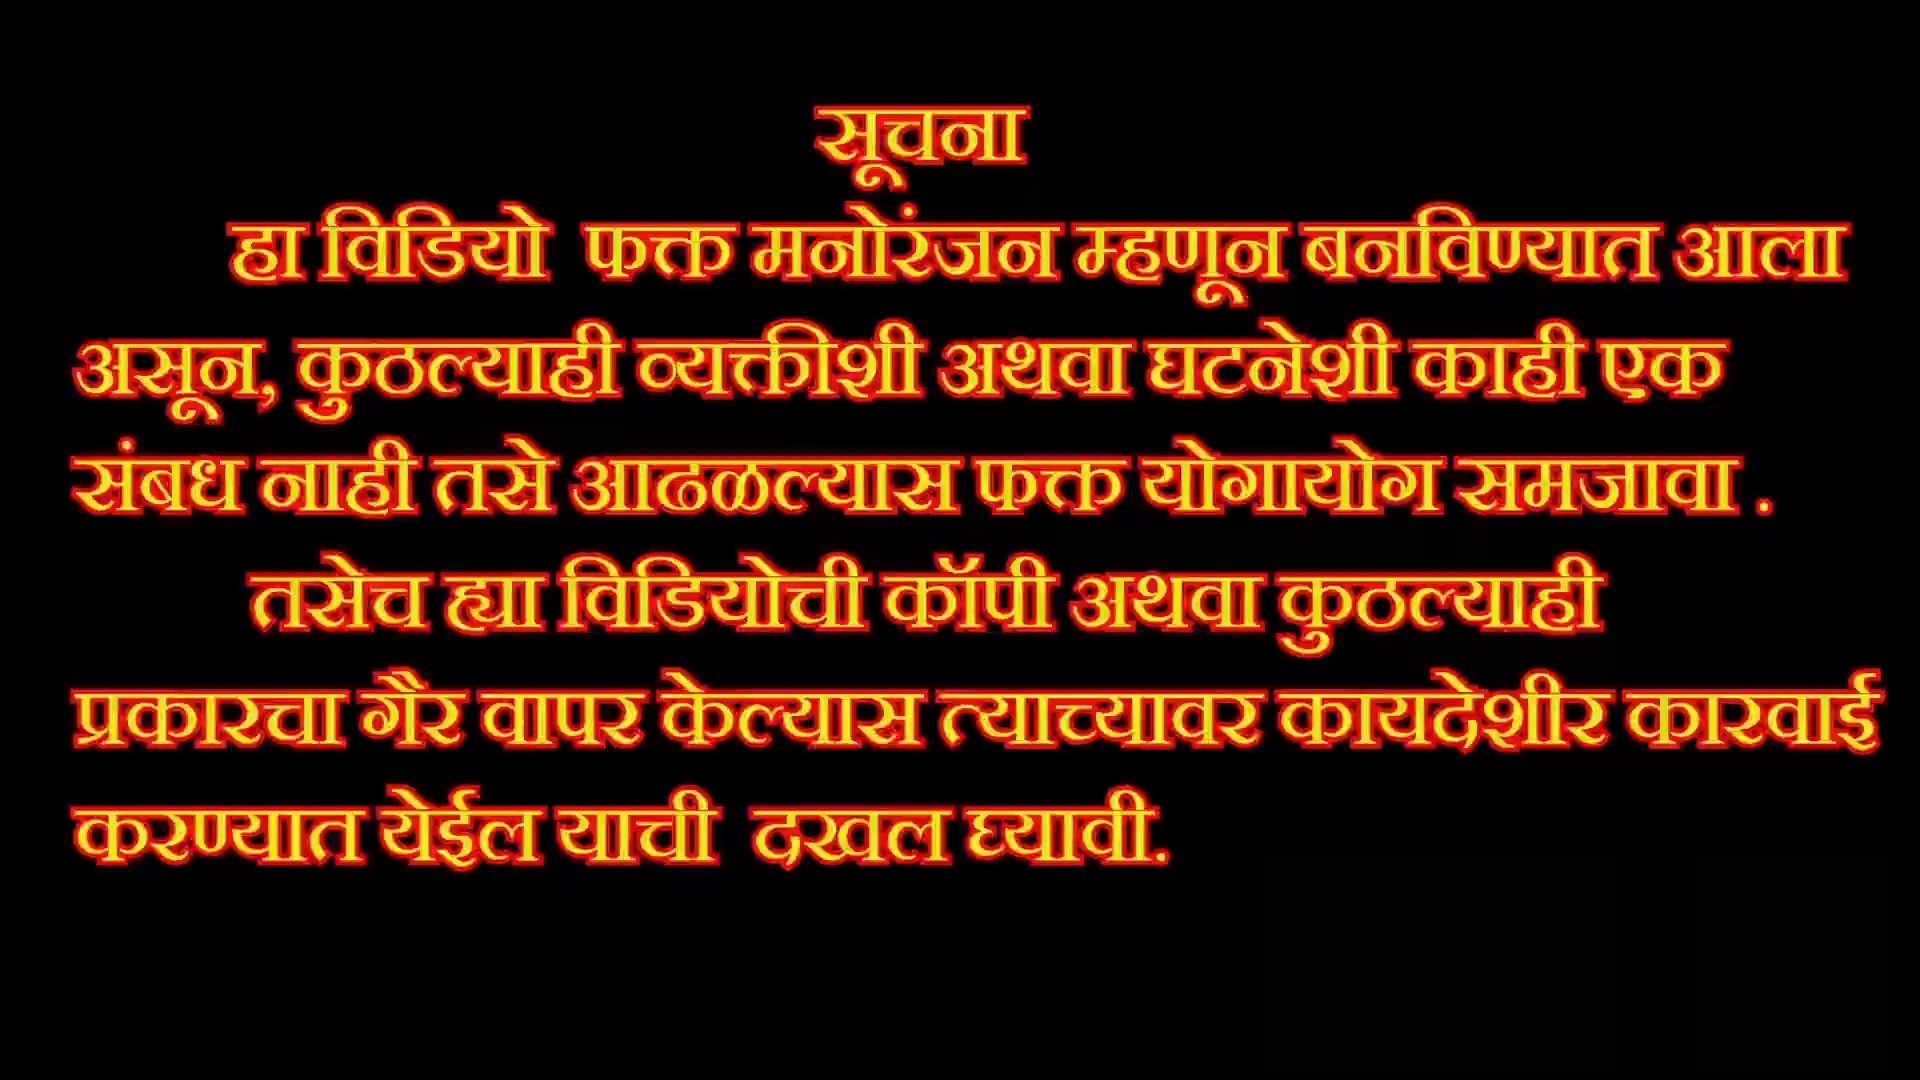 सूचना
हा विडियो फक्त मनोरंजन म्हणून बनविण्यात आला
असून, कुठल्याही व्यक्तीशी अथवा घटनेशी काही एक
संबध नाही तसे आढळल्यास फक्त योगायोग समजावा .
तसेच ह्या विडियोची कॉपी अथवा कुठल्याही
प्रकारचा गैर वापर केल्यास त्याच्यावर कायदेशीर कारवाई
करण्यात येईल याची दखल घ्यावी.